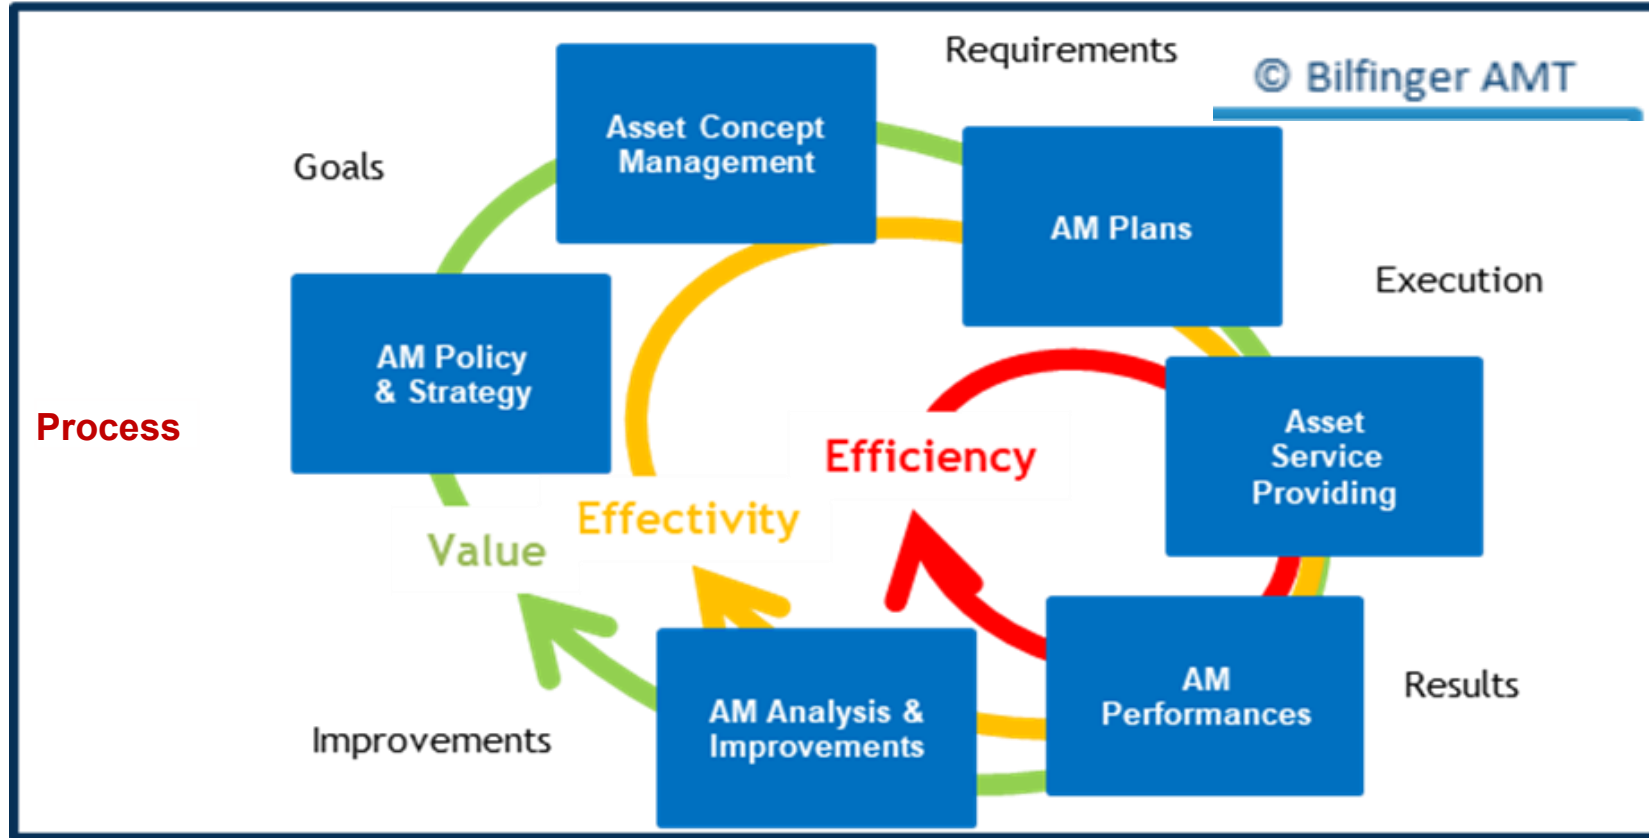 Requirements
© Bilfinger AMT
Asset Concept
Management
Goals
AM Plans
Execution
AM Policy
& Strategy
Process
Efficiency
Asset
Service
Providing
Effectivity
Value
AM
Performances
Results
AM Analysis &
Improvements
Improvements